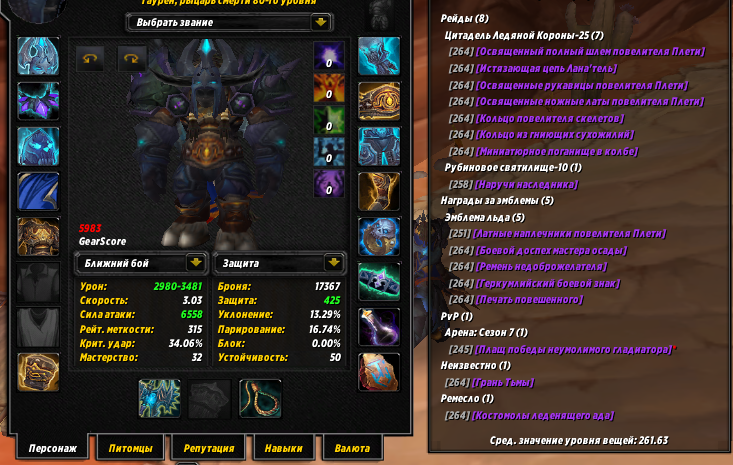 Таурен, рыцарь смерти 80-го уровня
Выбрать звание
0
0
0
0
0
5983
GearScore
Ближний бой
Защита
Урон: 2980-3481
Скорость: 3.03
Сила атаки: 6558
Рейт. меткости: 315
Крит. удар: 34.06%
Мастерство: 32
Броня: 17367
Защита: 425
Уклонение: 13.29%
Парирование: 16.74%
Блок: 0.00%
Устойчивость: 50
Персонаж
Питомцы
Репутация
Навыки
Валюта
Рейды (8)
Цитадель Ледяной Короны-25 (7)
[264] [Освященный полный шлем повелителя Плети]
[264] [Истязающая цепь Лана'тель]
[264] [Освященные рукавицы повелителя Плети]
[264] [Освященные ножные латы повелителя Плети]
[264] [Кольцо повелителя скелетов]
[264] [Кольцо из гниющих сухожилий]
[264] [Миниатюрное поганище в колбе]
Рубиновое святилище-10 (1)
[258] [Наручи наследника]
Награды за эмблемы (5)
Эмблема льда (5)
[251] [Латные наплечники повелителя Плети]
[264] [Боевой доспех мастера осады]
[264] [Ремень недоброжелателя]
[264] [Геркумлийский боевой знак]
[264] [Печать повешенного]
PvP (1)
Арена: Сезон 7 (1)
[245] [Плащ победы неумолимого гладиатора]*
Неизвестно (1)
[264] [Грань Тьмы]
Ремесло (1)
[264] [Костомолы леденящего ада]
Сред. значение уровня вещей: 261.63